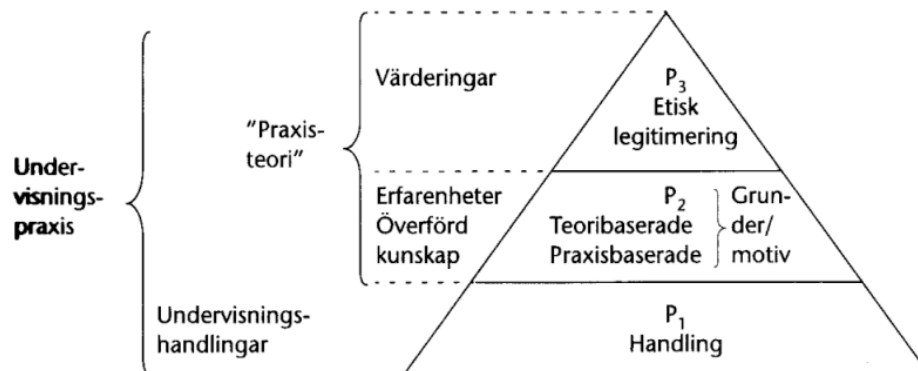 Under-
visnings-
praxis
"Praxis-
teori"
Värderingar
Erfarenheter
Överförd
kunskap
Undervisnings-
handlingar
P3
Etisk
legitimering
P2
Teoribaserade
Praxisbaserade
Grun-
der/
motiv
P1
Handling